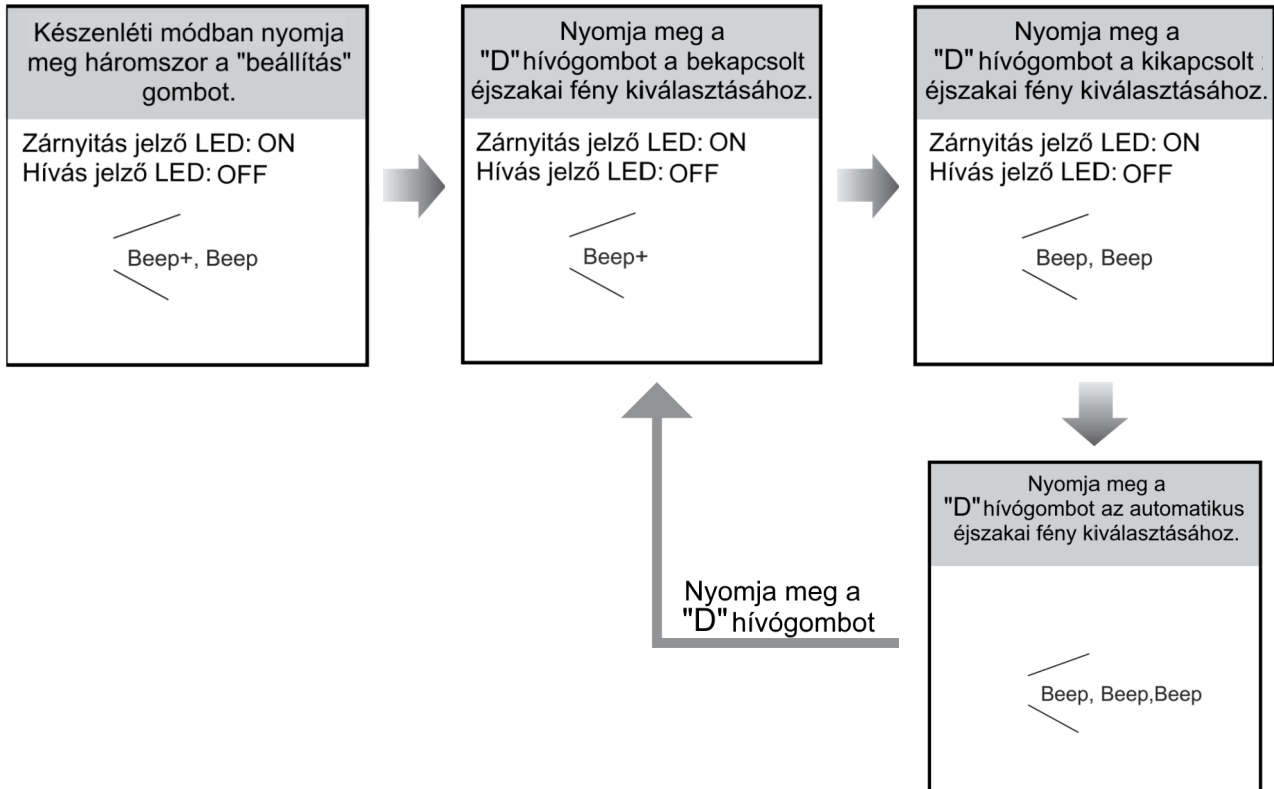 Készenléti módban nyomja
meg háromszor a "beállítás"
gombot.
Zárnyitás jelző LED: ON
Hívás jelző LED: OFF
Beep+, Beep
Nyomja meg a
"D" hívógombot a bekapcsolt
éjszakai fény kiválasztásához.
Zárnyitás jelző LED: ON
Hívás jelző LED: OFF
Beep+
Nyomja meg a
"D" hívógombot a kikapcsolt
éjszakai fény kiválasztásához.
Zárnyitás jelző LED: ON
Hívás jelző LED: OFF
Beep, Beep
Nyomja meg a
"D" hívógombot az automatikus
éjszakai fény kiválasztásához.
Beep, Beep,Beep
Nyomja meg a
"D" hívógombot